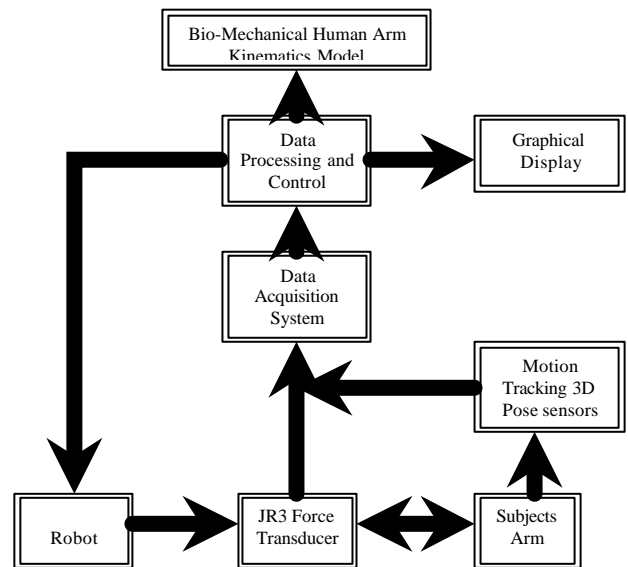 Bio-Mechanical Human Arm
Kinematics Model
Data
Processing and
Control
Graphical
Display
Data
Acquisition
System
Motion
Tracking 3D
Pose sensors
Robot
JR3 Force
Transducer
Subjects
Arm